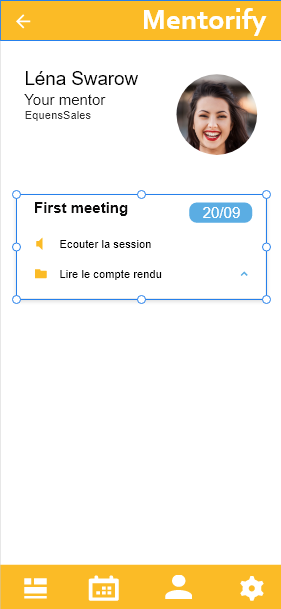 Mentorify
Léna Swarow
Your mentor
EquensSales
First meeting
20/09
Ecouter la session
Lire le compte rendu